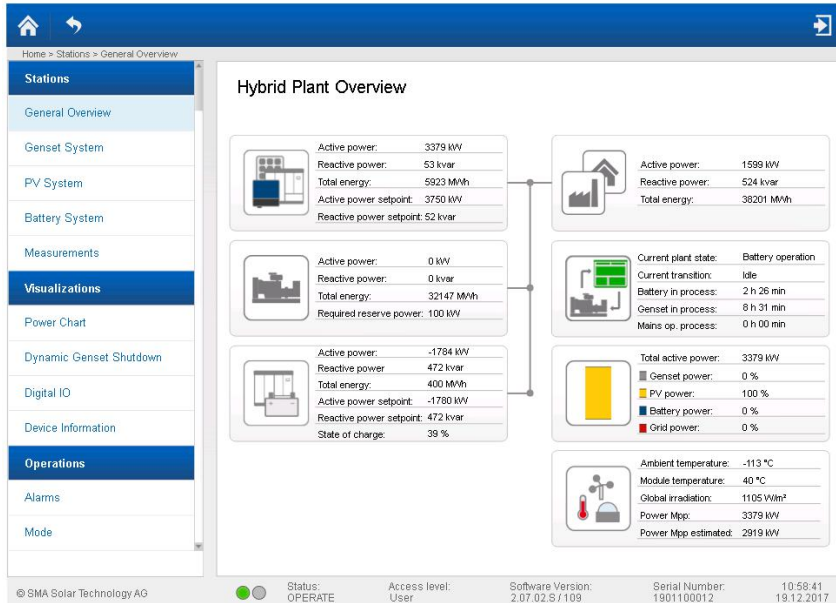 Home > Stations > General Overview
Stations
General Overview
Genset System
PV System
Battery System
Measurements
Visualizations
Power Chart
Dynamic Genset Shutdown
Digital IO
Device Information
Operations
Alarms
Mode
Hybrid Plant Overview
Active power: 3379 kW
Reactive power: 53 kvar
Total energy: 5923 MWh
Active power setpoint: 3750 kW
Reactive power setpoint: 52 kvar
Active power: 0 kW
Reactive power: 0 kvar
Total energy: 32147 MWh
Required reserve power: 100 kW
Active power: -1784 kW
Reactive power 472 kvar
Total energy: 400 MWh
Active power setpoint: -1780 kW
Reactive power setpoint: 472 kvar
State of charge: 39 %
Active power: 1599 kW
Reactive power: 524 kvar
Total energy: 38201 MWh
Current plant state: Battery operation
Current transition: Idle
Battery in process: 2 h 26 min
Genset in process: 8 h 31 min
Mains op. process: 0 h 00 min
Total active power: 3379 kW
Genset power: 0 %
PV power: 100 %
Battery power: 0 %
Grid power: 0 %
Ambient temperature: -113 °C
Module temperature: 40 °C
Global irradiation: 1105 W/m²
Power Mpp: 3379 kW
Power Mpp estimated: 2919 kW
© SMA Solar Technology AG
Status: Access level: Software Version: Serial Number: 10:58:41
OPERATE User 2.07.02.S / 109 1901100012 19.12.2017